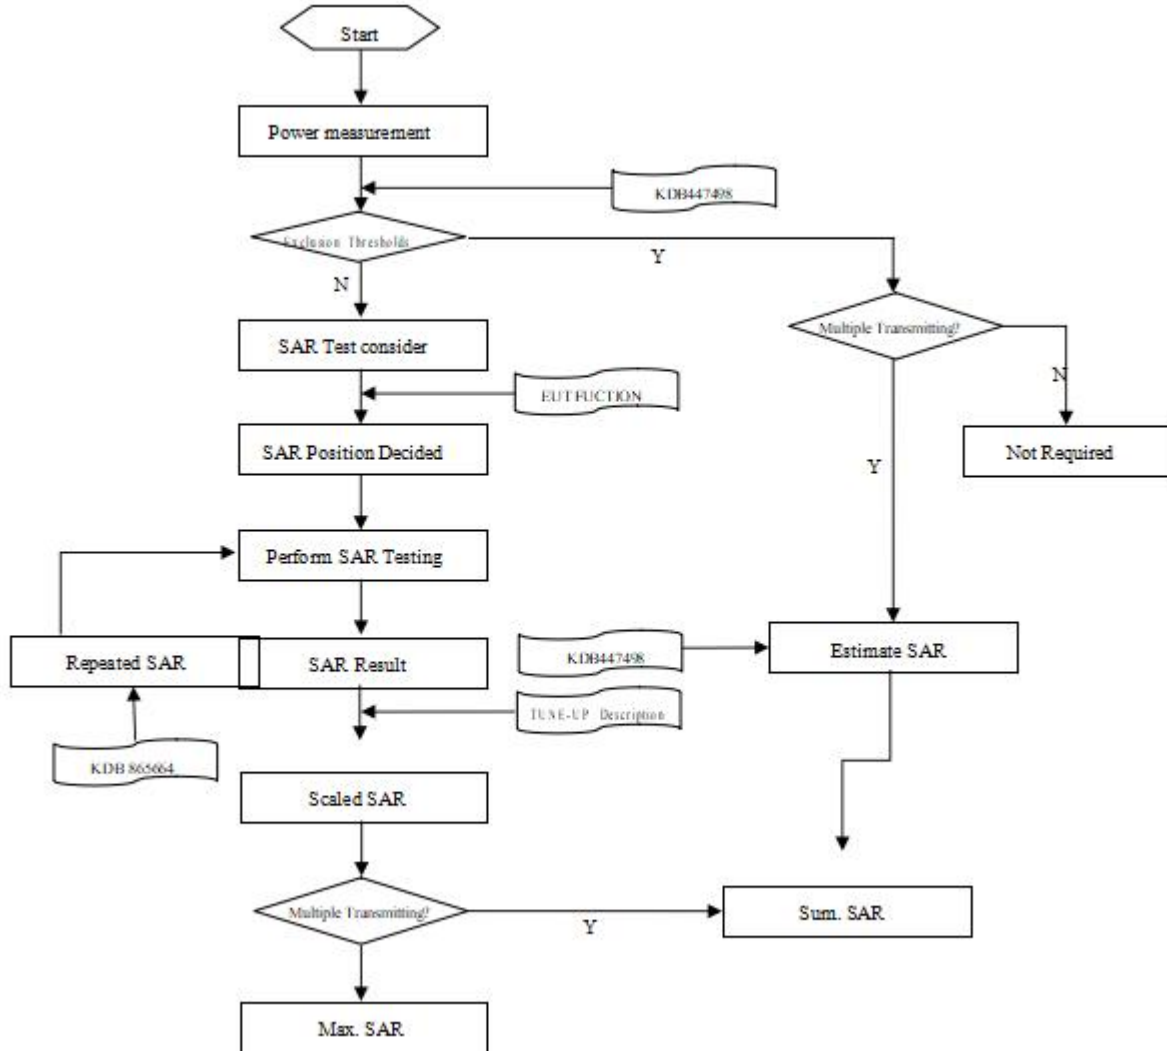 Start
Power measurement
KDB447498
Exclusion Thresholds
Y
N
Multiple Transmitting?
SAR Test consider
N
EUT FUCTION
SAR Position Decided
Not Required
Y
Perform SAR Testing
Repeated SAR
SAR Result
KDB447498
Estimate SAR
TUNE-UP Description
KDB 865664
Scaled SAR
Multiple Transmitting?
Y
Sum. SAR
Max. SAR